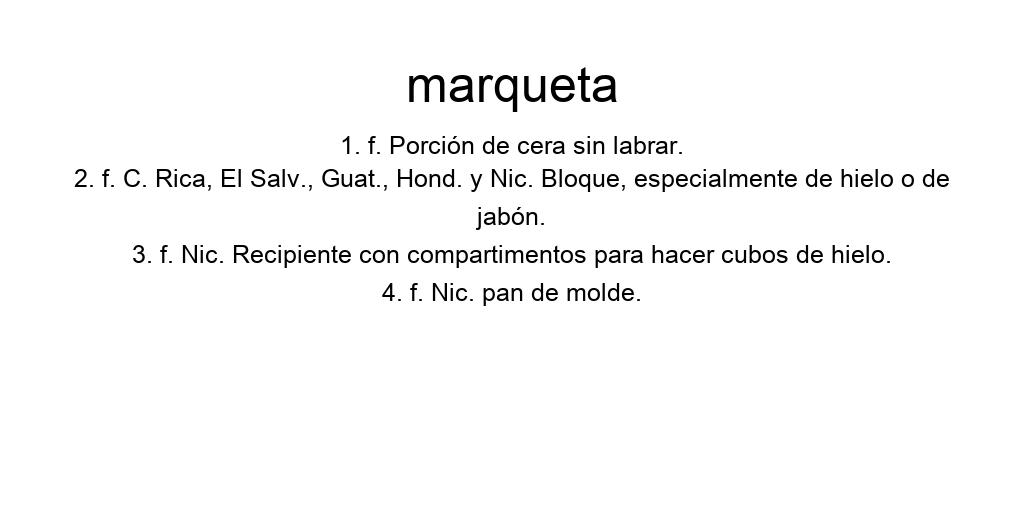 marqueta
1. f. Porción de cera sin labrar.
2. f. C. Rica, El Salv., Guat., Hond. y Nic. Bloque, especialmente de hielo o de
jabón.
3. f. Nic. Recipiente con compartimentos para hacer cubos de hielo.
4. f. Nic. pan de molde.